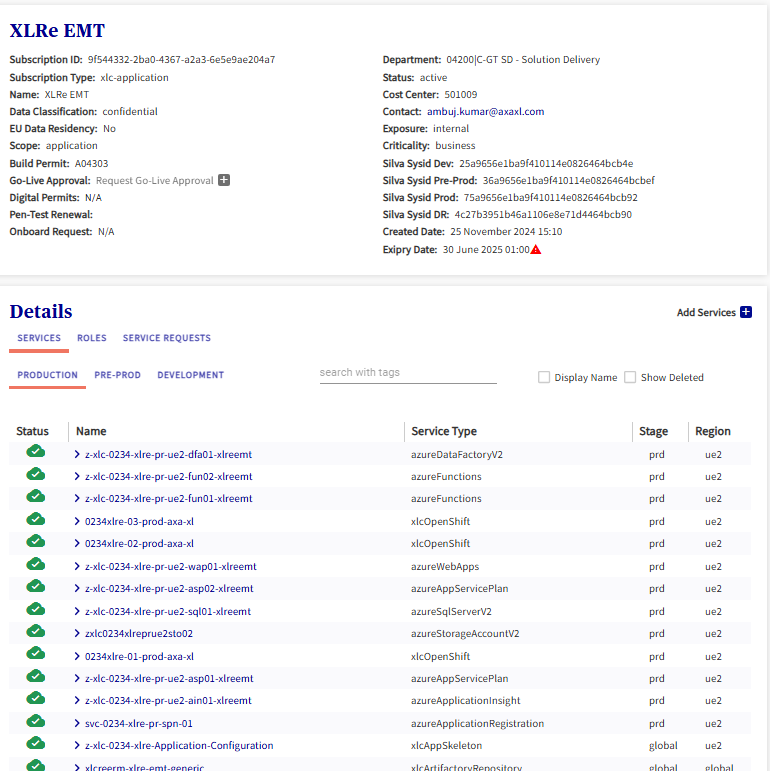 XLRe EMT
Subscription ID: 9f544332-2ba0-4367-a2a3-6e5e9ae204a7
Subscription Type: xlc-application
Name: XLRe EMT
Data Classification: confidential
EU Data Residency: No
Scope: application
Build Permit: A04303
Go-Live Approval: Request Go-Live Approval
Digital Permits: N/A
Pen-Test Renewal:
Onboard Request: N/A
Department: 04200|C-GT SD - Solution Delivery
Status: active
Cost Center: 501009
Contact: ambuj.kumar@axaxl.com
Exposure: internal
Criticality: business
Silva Sysid Dev: 25a9656e1ba9f410114e0826464bcb4e
Silva Sysid Pre-Prod: 36a9656e1ba9f410114e0826464bcbef
Silva Sysid Prod: 75a9656e1ba9f410114e0826464bcb92
Silva Sysid DR: 4c27b3951b46a1106e8e71d4464bcb90
Created Date: 25 November 2024 15:10
Exipry Date: 30 June 2025 01:00
Details
Add Services
SERVICES ROLES SERVICE REQUESTS
PRODUCTION PRE-PROD DEVELOPMENT search with tags Display Name Show Deleted
Status Name Service Type Stage Region
z-xlc-0234-xlre-pr-ue2-dfa01-xlreemt azureDataFactoryV2 prd ue2
z-xlc-0234-xlre-pr-ue2-fun02-xlreemt azureFunctions prd ue2
z-xlc-0234-xlre-pr-ue2-fun01-xlreemt azureFunctions prd ue2
0234xlre-03-prod-axa-xl xlcOpenShift prd ue2
0234xlre-02-prod-axa-xl xlcOpenShift prd ue2
z-xlc-0234-xlre-pr-ue2-wap01-xlreemt azureWebApps prd ue2
z-xlc-0234-xlre-pr-ue2-asp02-xlreemt azureAppServicePlan prd ue2
z-xlc-0234-xlre-pr-ue2-sql01-xlreemt azureSqlServerV2 prd ue2
zxlc0234xlreprue2sto02 azureStorageAccountV2 prd ue2
0234xlre-01-prod-axa-xl xlcOpenShift prd ue2
z-xlc-0234-xlre-pr-ue2-asp01-xlreemt azureAppServicePlan prd ue2
z-xlc-0234-xlre-pr-ue2-ain01-xlreemt azureApplicationInsight prd ue2
svc-0234-xlre-pr-spn-01 azureApplicationRegistration prd ue2
z-xlc-0234-xlre-Application-Configuration xlcAppSkeleton global ue2
xlcreerm-xlre-emt-generic xlcArtifactoryRepository global global